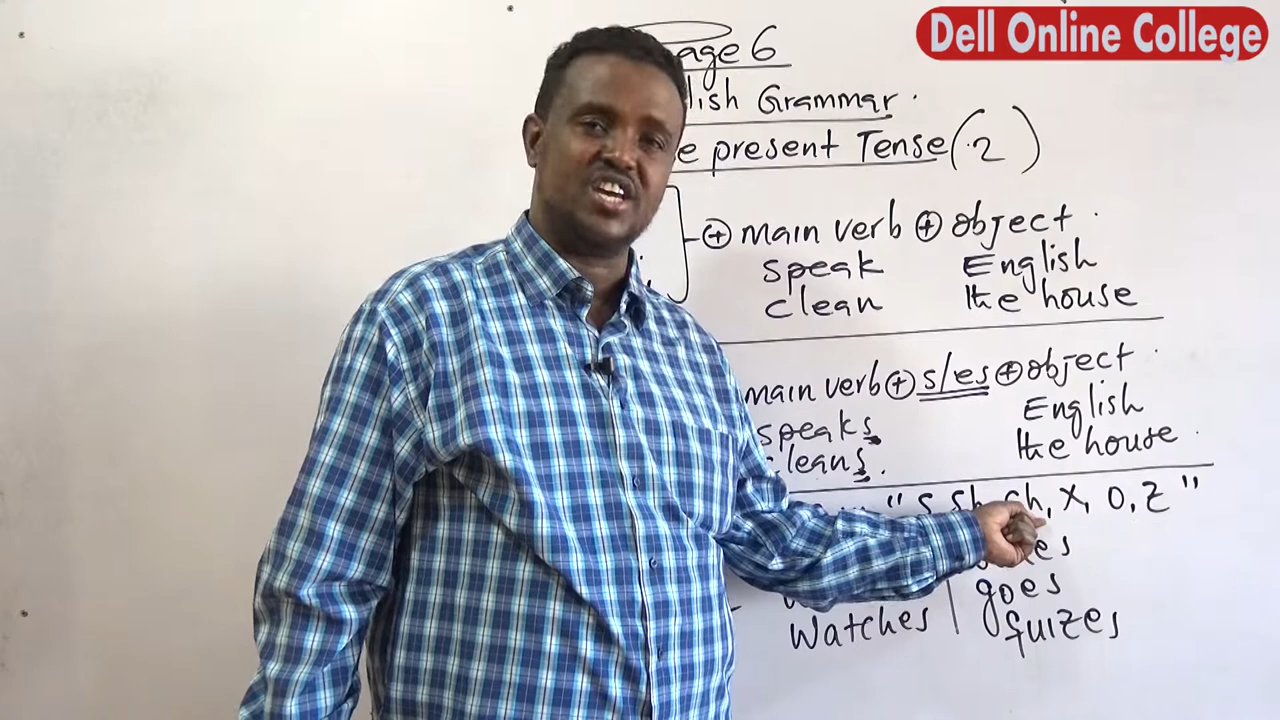 Dell Online College
age 6
lish Grammar.
e present Tense (.2)
+ main verb + object.
speak English
clean the house
main verb + s/es + object.
speaks English
cleans. the house.
" s, sh, ch, x, o, z "
goes
watches
quizes